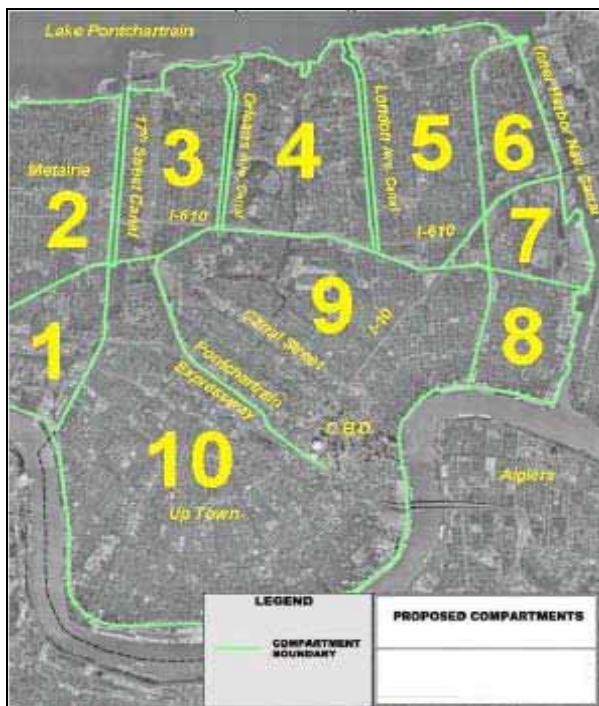 Lake Pontchartrain
Metairie
2
17th Street Canal
3
I-610
Orleans Ave. Canal
4
London Ave. Canal
5
I-610
6
Inner Harbor Nav. Canal
7
1
9
Canal Street
I-10
8
Pontchartrain
Expressway
C.B.D.
10
Up Town
Algiers
LEGEND
COMPARTMENT
BOUNDARY
PROPOSED COMPARTMENTS